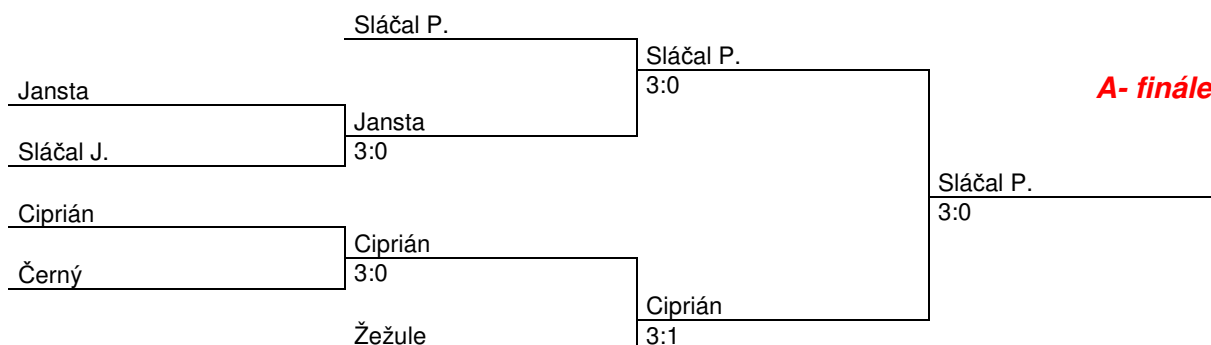 Sláčal P.
Sláčal P.
Jansta
3:0
A- finále
Jansta
Sláčal J.
3:0
Sláčal P.
Ciprián
3:0
Ciprián
Černý
3:0
Ciprián
Žežule
3:1